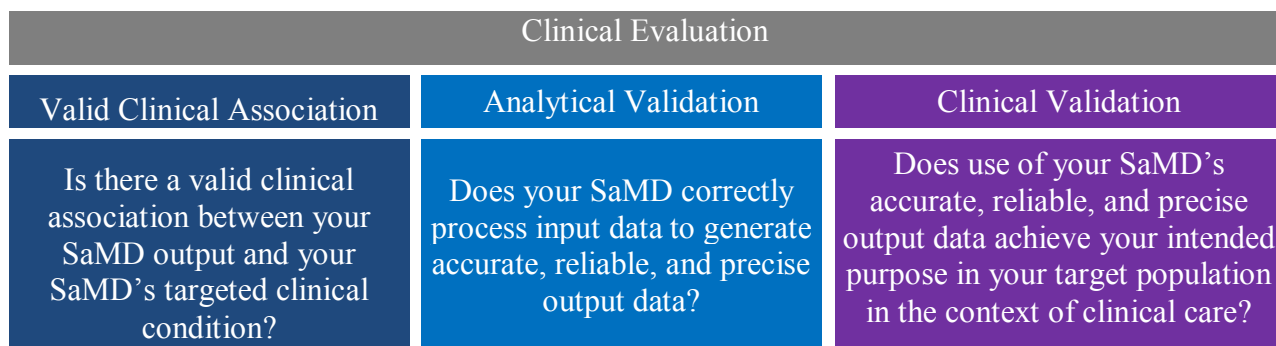 Clinical Evaluation
Valid Clinical Association
Is there a valid clinical
association between your
SaMD output and your
SaMD’s targeted clinical
condition?
Analytical Validation
Does your SaMD correctly
process input data to generate
accurate, reliable, and precise
output data?
Clinical Validation
Does use of your SaMD’s
accurate, reliable, and precise
output data achieve your intended
purpose in your target population
in the context of clinical care?